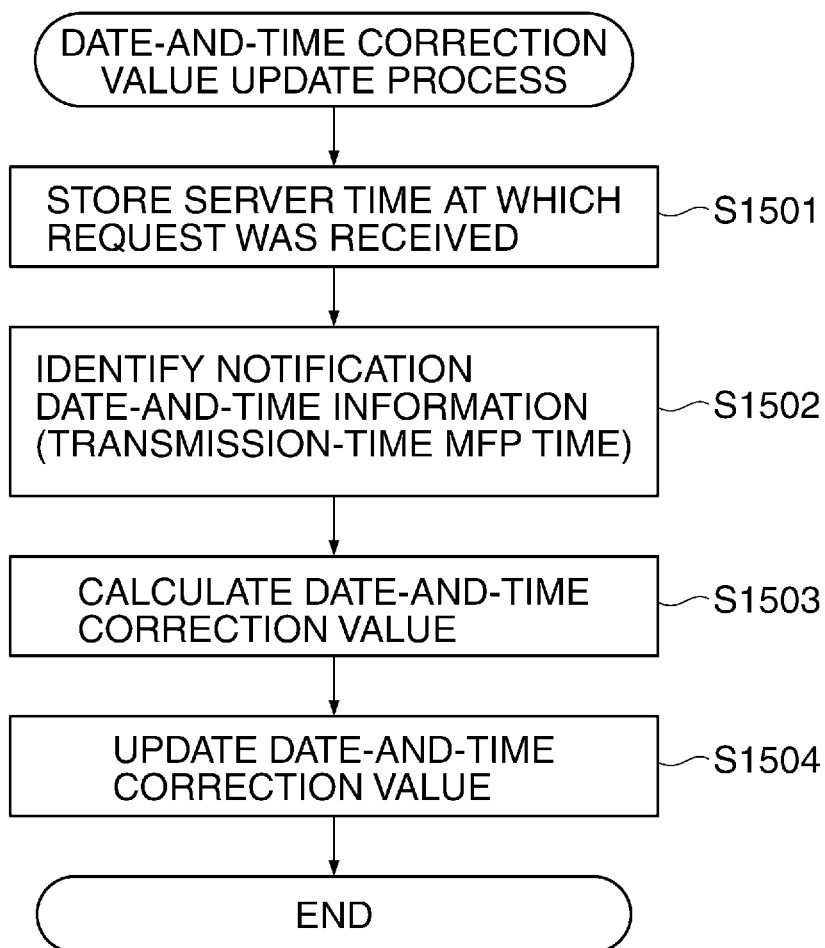 DATE-AND-TIME CORRECTION
VALUE UPDATE PROCESS
STORE SERVER TIME AT WHICH
REQUEST WAS RECEIVED
S1501
IDENTIFY NOTIFICATION
DATE-AND-TIME INFORMATION
(TRANSMISSION-TIME MFP TIME)
S1502
CALCULATE DATE-AND-TIME
CORRECTION VALUE
S1503
UPDATE DATE-AND-TIME
CORRECTION VALUE
S1504
END